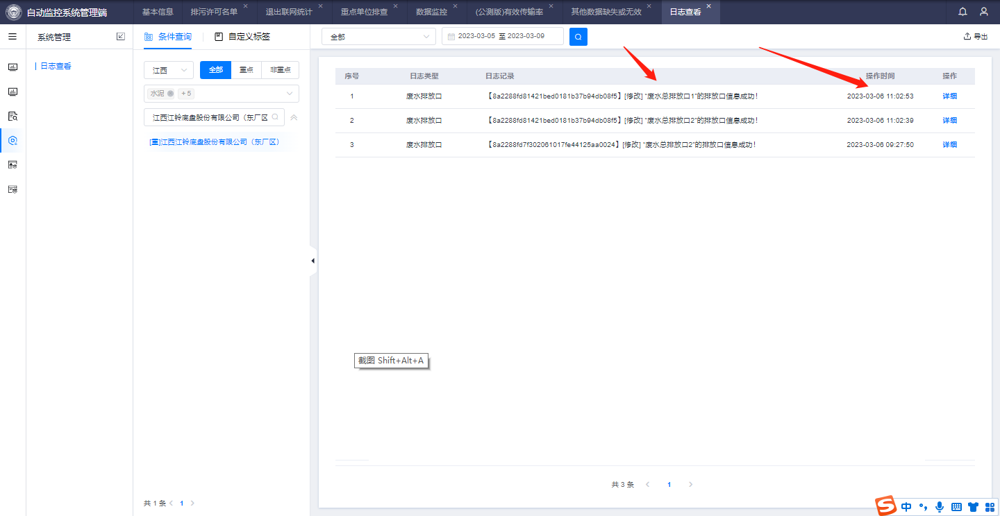 自动监控系统管理端
基本信息 排污许可名单 退出联网统计 重点单位排查 数据监控 (公测版)有效传输率 其他数据缺失或无效 日志查看
系统管理 条件查询 自定义标签
全部 2023-03-05 至 2023-03-09 导出
日志查看
江西 全部 重点 非重点
水泥 + 5
江西江铃底盘股份有限公司（东厂区
[重]江西江铃底盘股份有限公司（东厂区）
序号 日志类型 日志记录 操作时间 操作
1 废水排放口 【8a2288fd81421bed0181b37b94db08f5】[修改] “废水总排放口1”的排放口信息成功！ 2023-03-06 11:02:53 详细
2 废水排放口 【8a2288fd81421bed0181b37b94db08f5】[修改] “废水总排放口2”的排放口信息成功！ 2023-03-06 11:02:39 详细
3 废水排放口 【8a2288fd7f302061017fe44125aa0024】[修改] “废水总排放口2”的排放口信息成功！ 2023-03-06 09:27:50 详细
截图 Shift+Alt+A
共 3 条 1
共 1 条 1
S 中